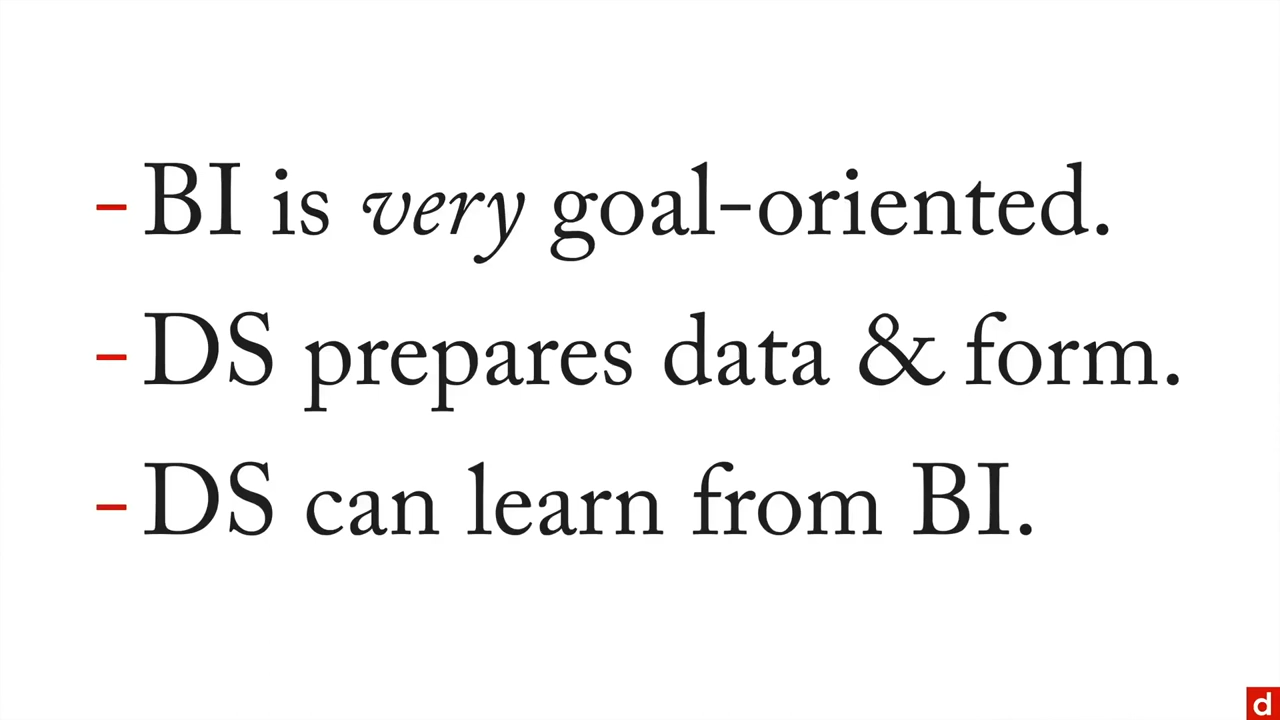 - BI is very goal-oriented.
- DS prepares data & form.
- DS can learn from BI.
d